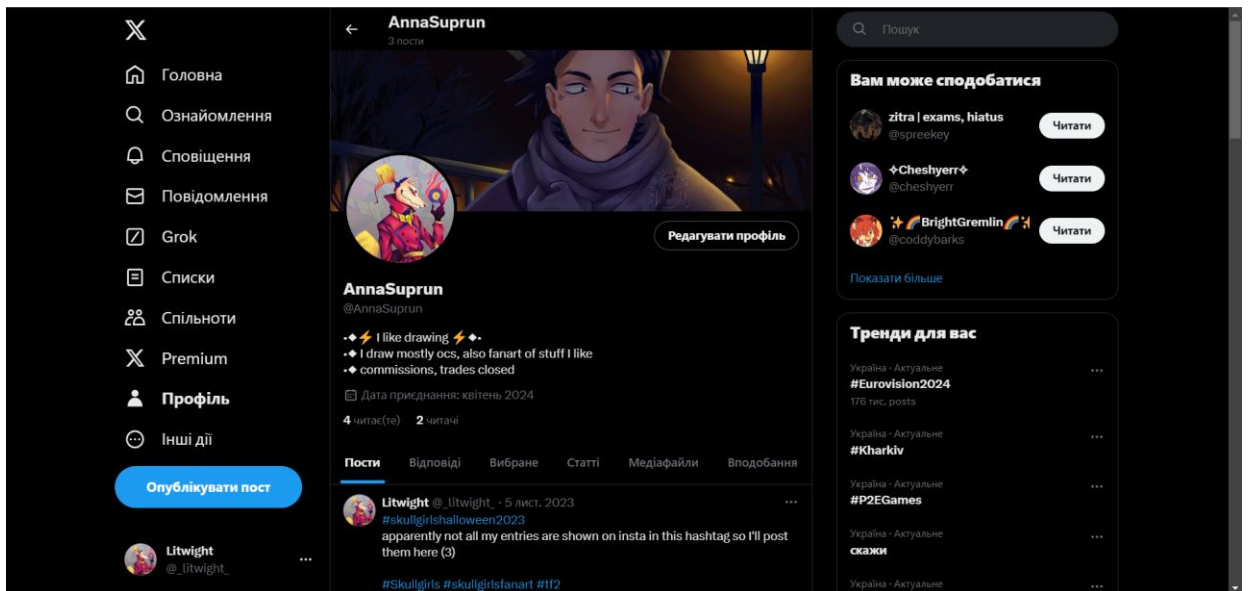 Головна
Ознайомлення
Сповіщення
Повідомлення
Grok
Списки
Спільноти
Premium
Профіль
Інші дії
Опублікувати пост
Litwight
@_litwight_
AnnaSuprun
3 пости
Редагувати профіль
AnnaSuprun
@AnnaSuprun
•◆⚡ I like drawing ⚡◆•
•◆ I draw mostly ocs, also fanart of stuff I like
•◆ commissions, trades closed
Дата приєднання: квітень 2024
4 читає(те) 2 читачі
Пости Відповіді Вибране Статті Медіафайли Вподобання
Litwight @_litwight_ · 5 лист. 2023
#skullgirlshalloween2023
apparently not all my entries are shown on insta in this hashtag so I'll post
them here (3)
#Skullgirls #skullgirlsfanart #tf2
Пошук
Вам може сподобатися
zitra | exams, hiatus
@spreekey
Читати
✧Cheshyerr✧
@cheshyerr
Читати
✨🌈BrightGremlin🌈✨
@coddybarks
Читати
Показати більше
Тренди для вас
Україна · Актуальне
#Eurovision2024
176 тис. posts
Україна · Актуальне
#Kharkiv
Україна · Актуальне
#P2EGames
Україна · Актуальне
скажи
Україна · Актуальне